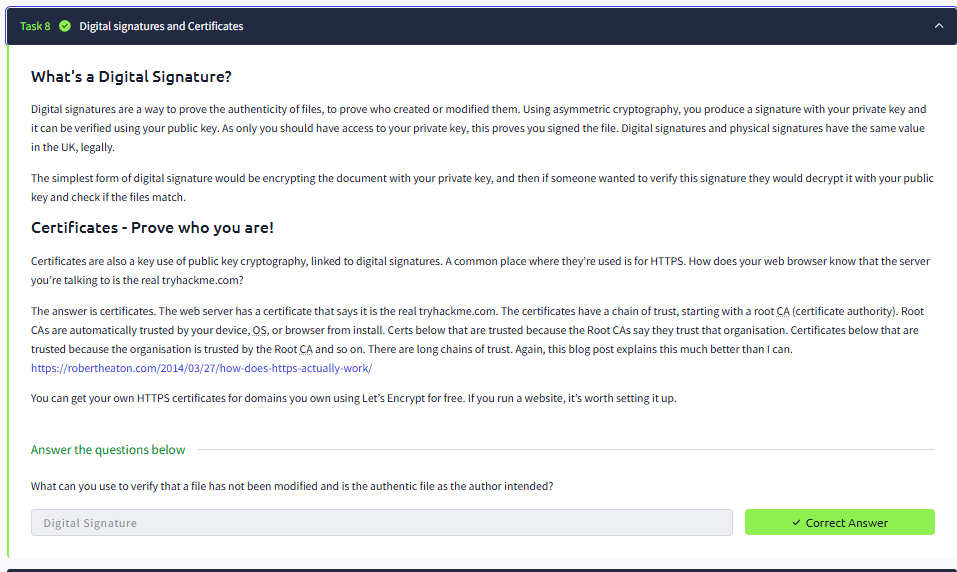 Task 8 Digital signatures and Certificates
What's a Digital Signature?
Digital signatures are a way to prove the authenticity of files, to prove who created or modified them. Using asymmetric cryptography, you produce a signature with your private key and
it can be verified using your public key. As only you should have access to your private key, this proves you signed the file. Digital signatures and physical signatures have the same value
in the UK, legally.
The simplest form of digital signature would be encrypting the document with your private key, and then if someone wanted to verify this signature they would decrypt it with your public
key and check if the files match.
Certificates - Prove who you are!
Certificates are also a key use of public key cryptography, linked to digital signatures. A common place where they're used is for HTTPS. How does your web browser know that the server
you're talking to is the real tryhackme.com?
The answer is certificates. The web server has a certificate that says it is the real tryhackme.com. The certificates have a chain of trust, starting with a root CA (certificate authority). Root
CAs are automatically trusted by your device, OS, or browser from install. Certs below that are trusted because the Root CAs say they trust that organisation. Certificates below that are
trusted because the organisation is trusted by the Root CA and so on. There are long chains of trust. Again, this blog post explains this much better than I can.
https://robertheaton.com/2014/03/27/how-does-https-actually-work/
You can get your own HTTPS certificates for domains you own using Let's Encrypt for free. If you run a website, it's worth setting it up.
Answer the questions below
What can you use to verify that a file has not been modified and is the authentic file as the author intended?
Digital Signature
Correct Answer